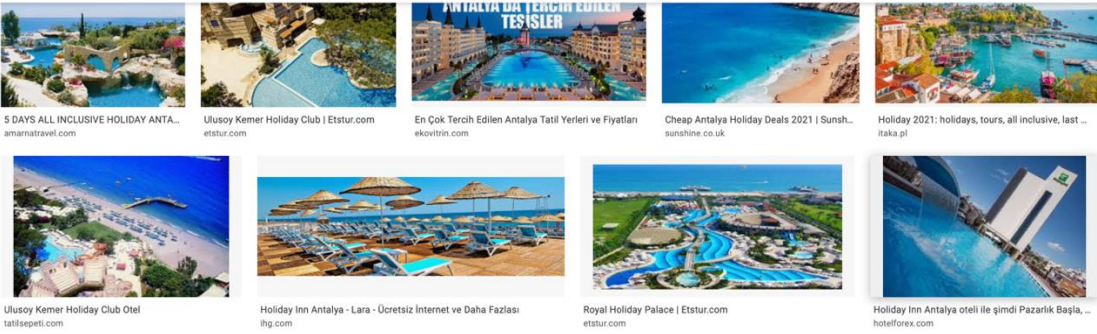 ANTALYA DA TERCİH EDİLEN
TESİSLER
5 DAYS ALL INCLUSIVE HOLIDAY ANTA...
amarnatravel.com
Ulusoy Kemer Holiday Club | Etstur.com
etstur.com
En Çok Tercih Edilen Antalya Tatil Yerleri ve Fiyatları
ekovitrin.com
Cheap Antalya Holiday Deals 2021 | Sunsh...
sunshine.co.uk
Holiday 2021: holidays, tours, all inclusive, last ...
itaka.pl
Ulusoy Kemer Holiday Club Otel
tatilsepeti.com
Holiday Inn Antalya - Lara - Ücretsiz İnternet ve Daha Fazlası
ihg.com
Royal Holiday Palace | Etstur.com
etstur.com
Holiday Inn Antalya oteli ile şimdi Pazarlık Başla, ...
hotelforex.com